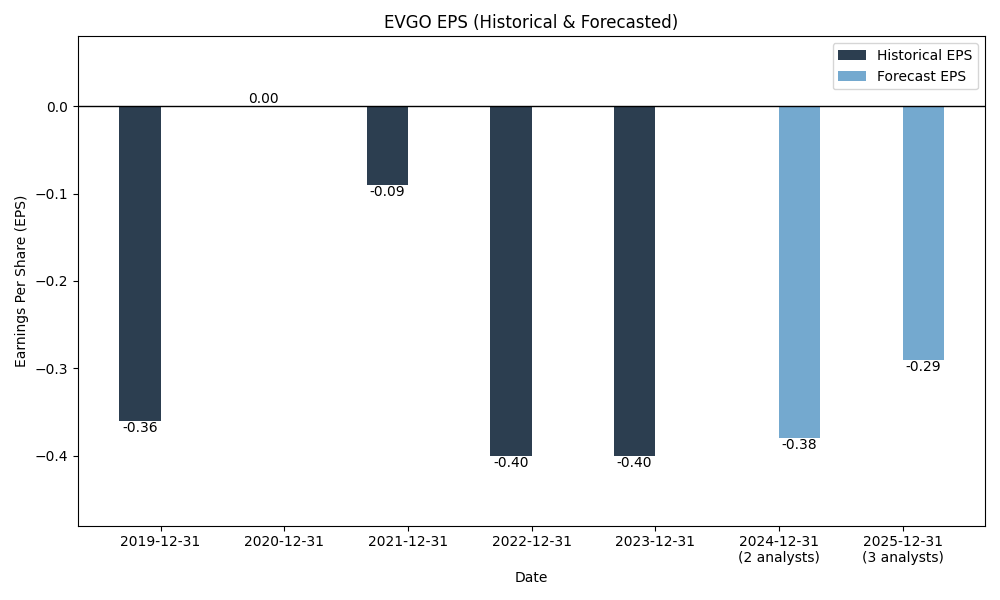 EVGO EPS (Historical & Forecasted)
Historical EPS
Forecast EPS
Earnings Per Share (EPS)
0.0
−0.1
−0.2
−0.3
−0.4
-0.36
0.00
-0.09
-0.40
-0.40
-0.38
-0.29
2019-12-31
2020-12-31
2021-12-31
2022-12-31
2023-12-31
2024-12-31
(2 analysts)
2025-12-31
(3 analysts)
Date